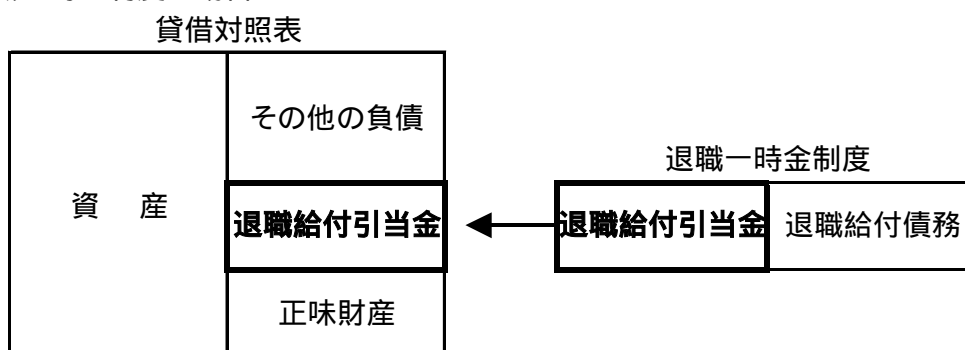 貸借対照表
その他の負債
退職一時金制度
資　産
退職給付引当金
退職給付引当金
退職給付債務
正味財産